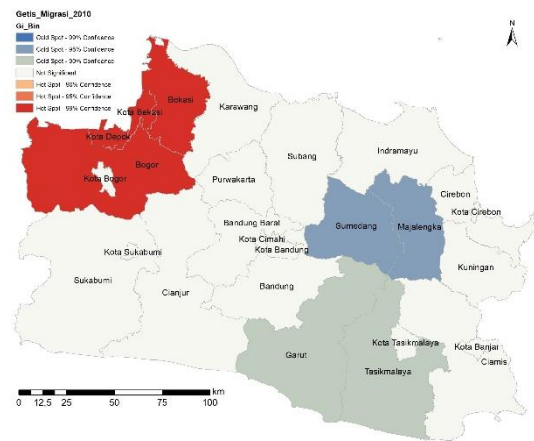 Getis_Migrasi_2010
Gi_Bin
Cold Spot - 99% Confidence
Cold Spot - 95% Confidence
Cold Spot - 90% Confidence
Not Significant
Hot Spot - 90% Confidence
Hot Spot - 95% Confidence
Hot Spot - 99% Confidence
N
Bekasi
Kota Bekasi
Karawang
Kota Depok
Bogor
Kota Bogor
Subang
Indramayu
Purwakarta
Cirebon
Kota Cirebon
Bandung Barat
Sumedang
Majalengka
Kota Cimahi
Kota Bandung
Kota Sukabumi
Kuningan
Sukabumi
Cianjur
Bandung
Kota Tasikmalaya
Kota Banjar
Garut
Ciamis
Tasikmalaya
km
0 12.5 25 50 75 100